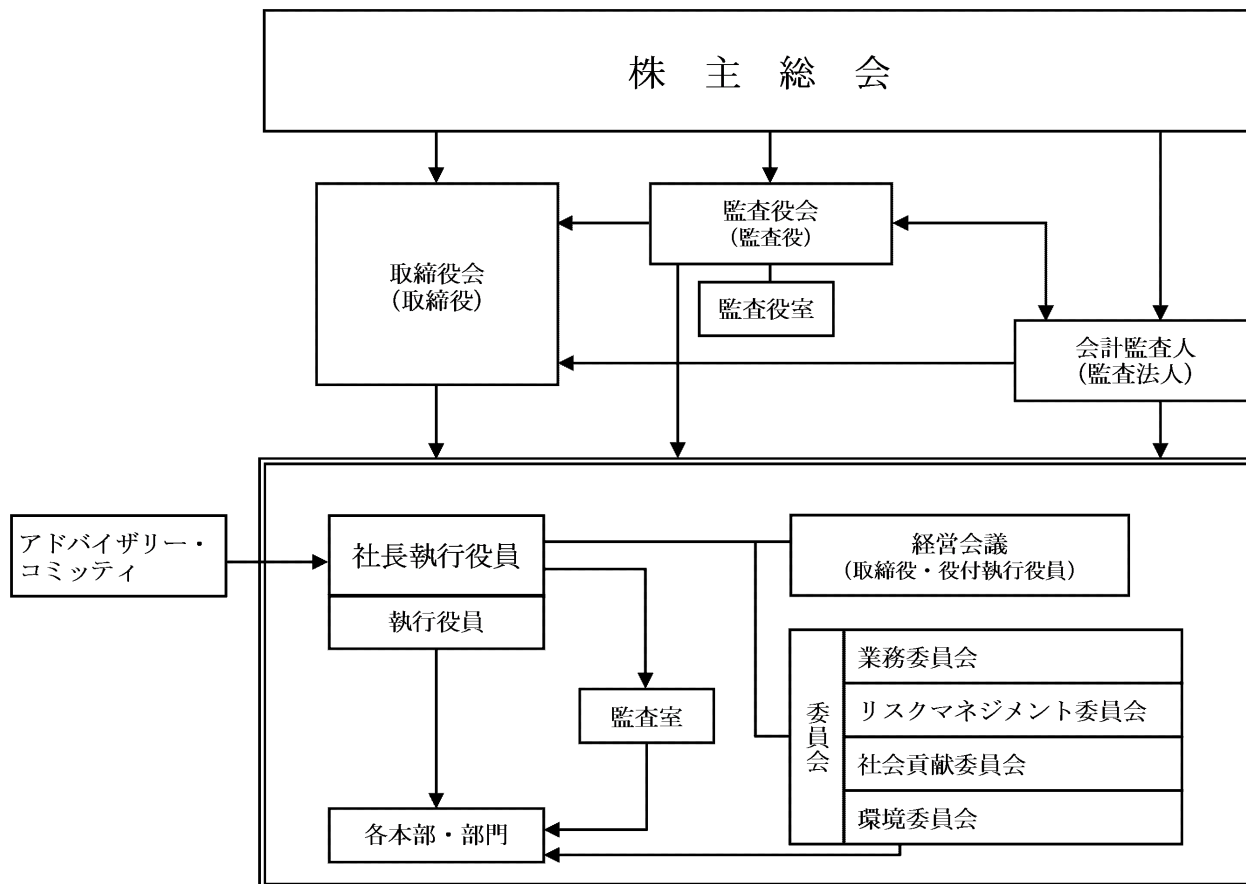 株主総会
監査役会
(監査役)
取締役会
(取締役)
監査役室
会計監査人
(監査法人)
アドバイザリー・
コミッティ
社長執行役員
執行役員
経営会議
(取締役・役付執行役員)
監査室
委員会
業務委員会
リスクマネジメント委員会
社会貢献委員会
環境委員会
各本部・部門